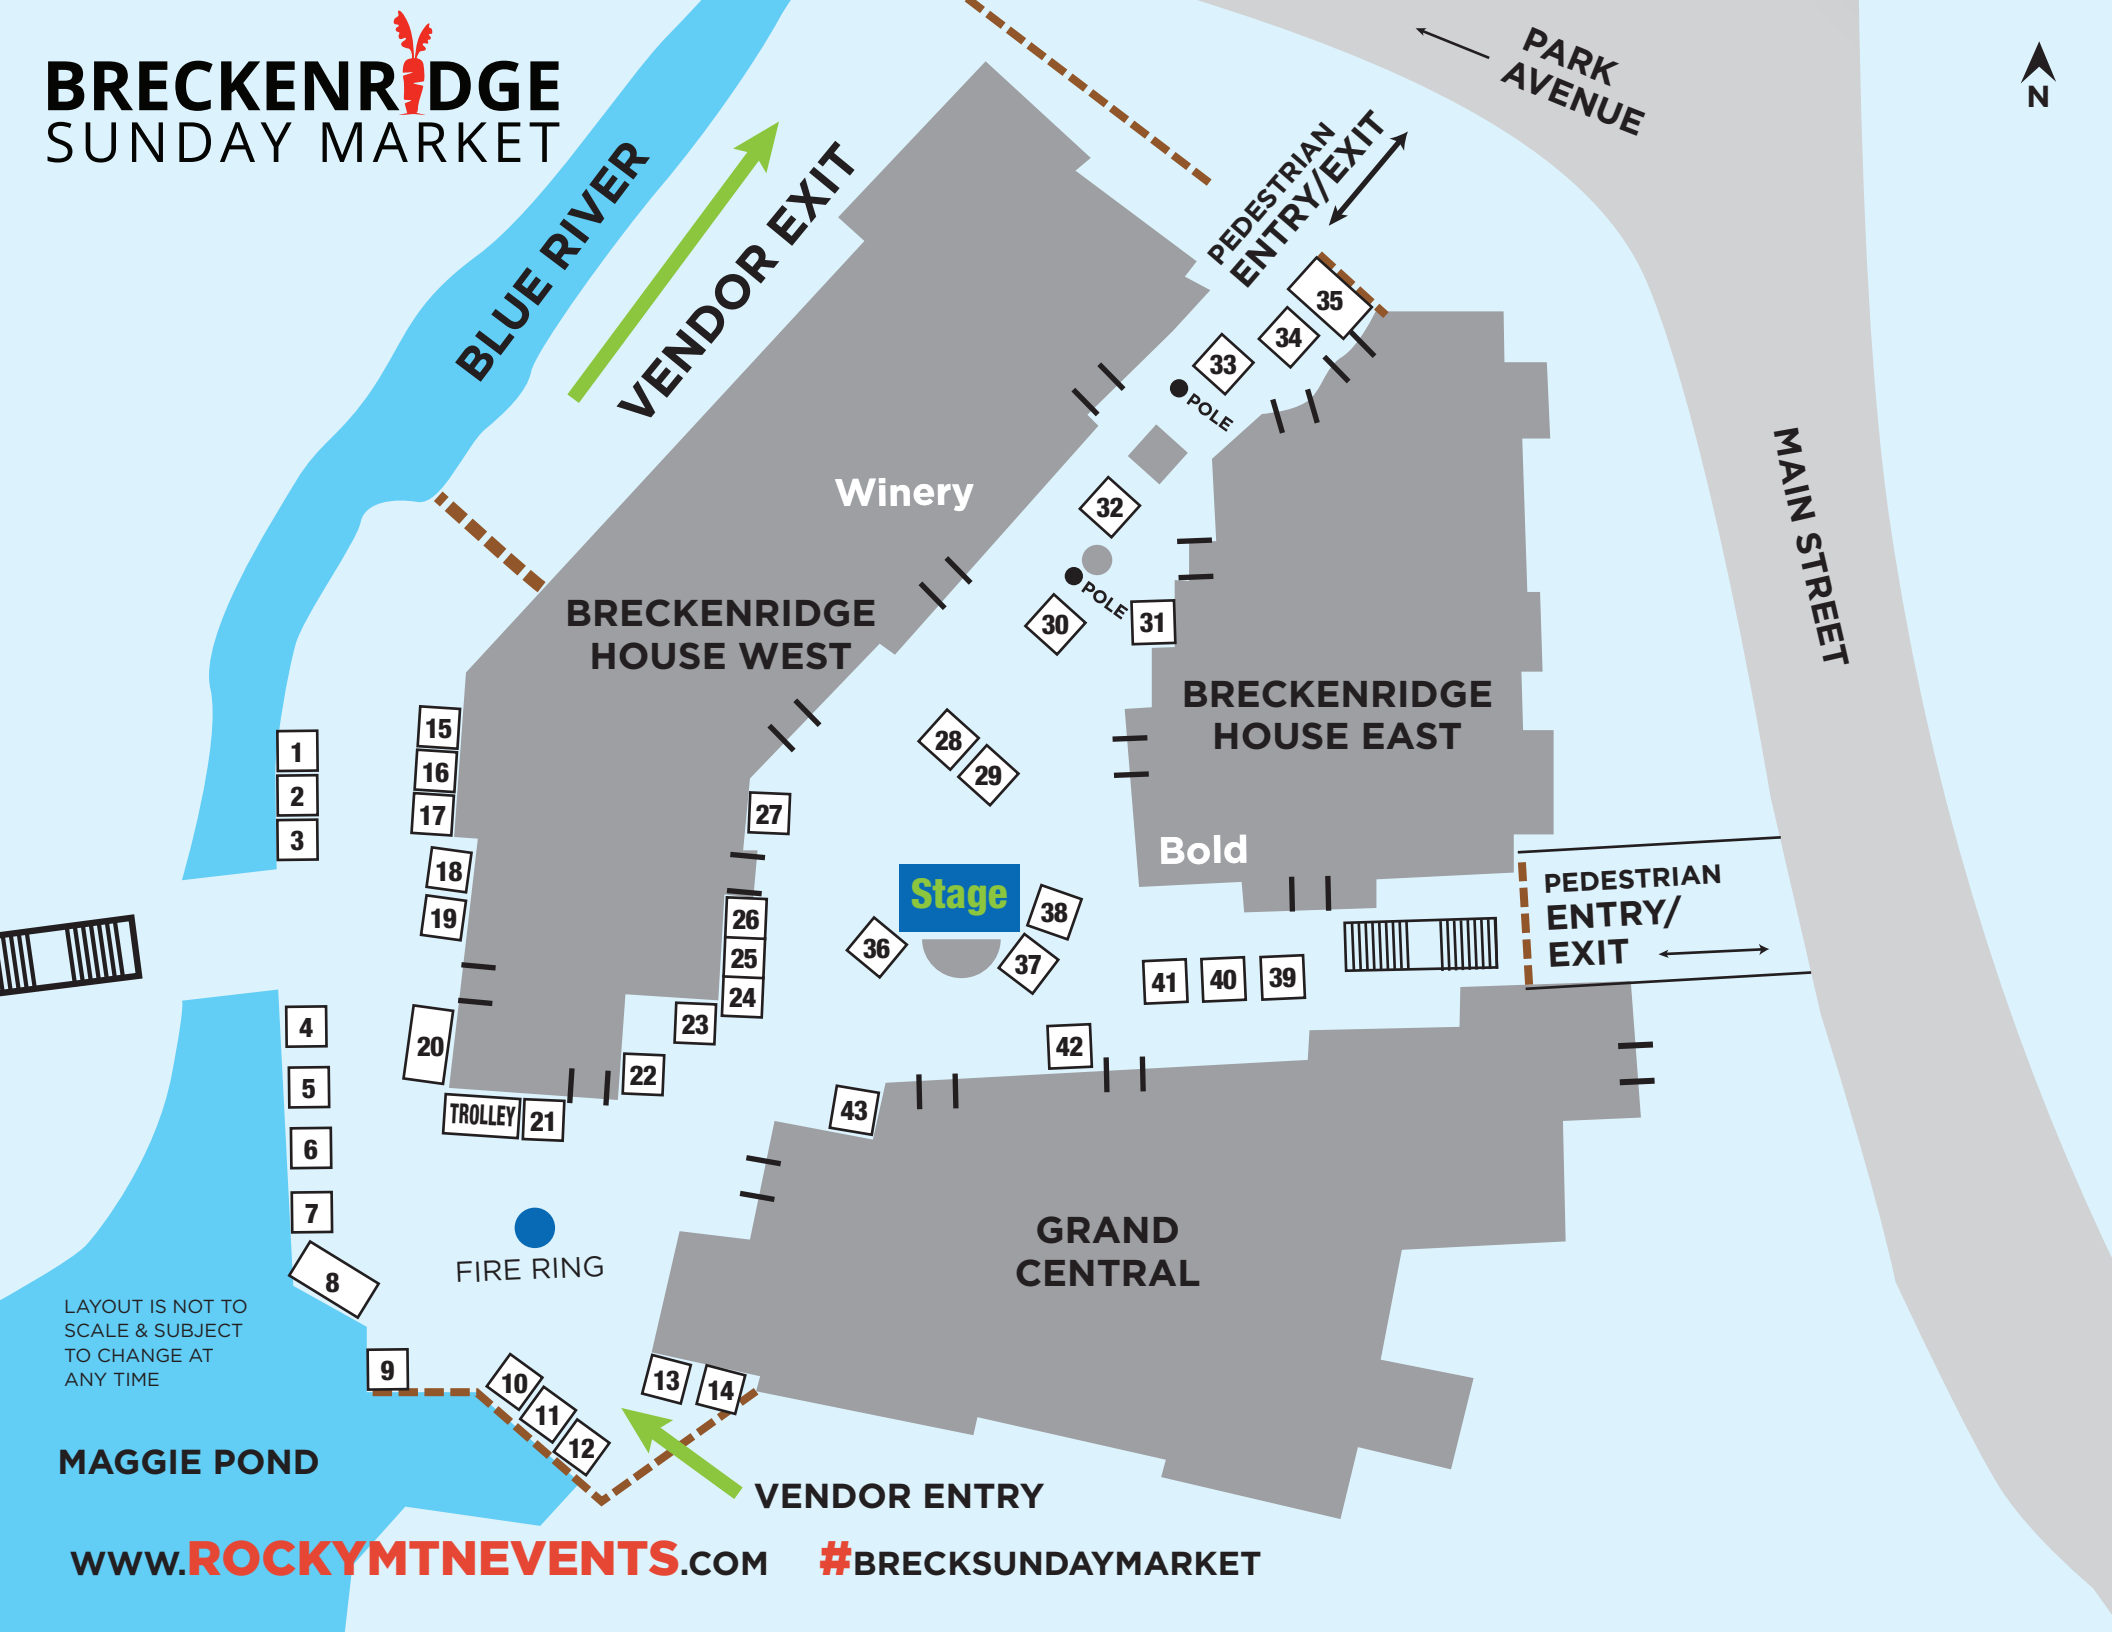 BRECKENRIDGE
SUNDAY MARKET
PARK
AVENUE
N
BLUE RIVER
VENDOR EXIT
PEDESTRIAN
ENTRY/EXIT
35
34
33
POLE
Winery
32
POLE
30
31
MAIN STREET
BRECKENRIDGE
HOUSE WEST
BRECKENRIDGE
HOUSE EAST
15
16
17
1
2
3
28
29
27
18
19
Bold
Stage
PEDESTRIAN
ENTRY/
EXIT
26
25
24
23
36
38
37
41
40
39
4
5
6
7
8
20
22
42
TROLLEY
21
43
FIRE RING
GRAND
CENTRAL
LAYOUT IS NOT TO
SCALE & SUBJECT
TO CHANGE AT
ANY TIME
9
10
11
12
13
14
MAGGIE POND
VENDOR ENTRY
WWW.ROCKYMTNEVENTS.COM
#BRECKSUNDAYMARKET